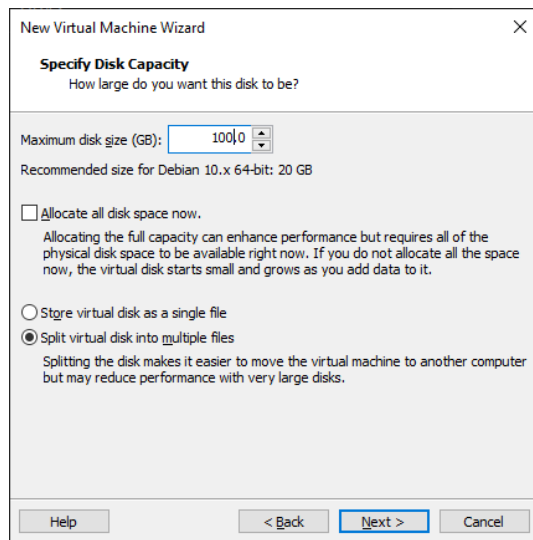 New Virtual Machine Wizard
Specify Disk Capacity
How large do you want this disk to be?
Maximum disk size (GB): 100,0
Recommended size for Debian 10.x 64-bit: 20 GB
Allocate all disk space now.
Allocating the full capacity can enhance performance but requires all of the
physical disk space to be available right now. If you do not allocate all the space
now, the virtual disk starts small and grows as you add data to it.
Store virtual disk as a single file
Split virtual disk into multiple files
Splitting the disk makes it easier to move the virtual machine to another computer
but may reduce performance with very large disks.
Help < Back Next > Cancel